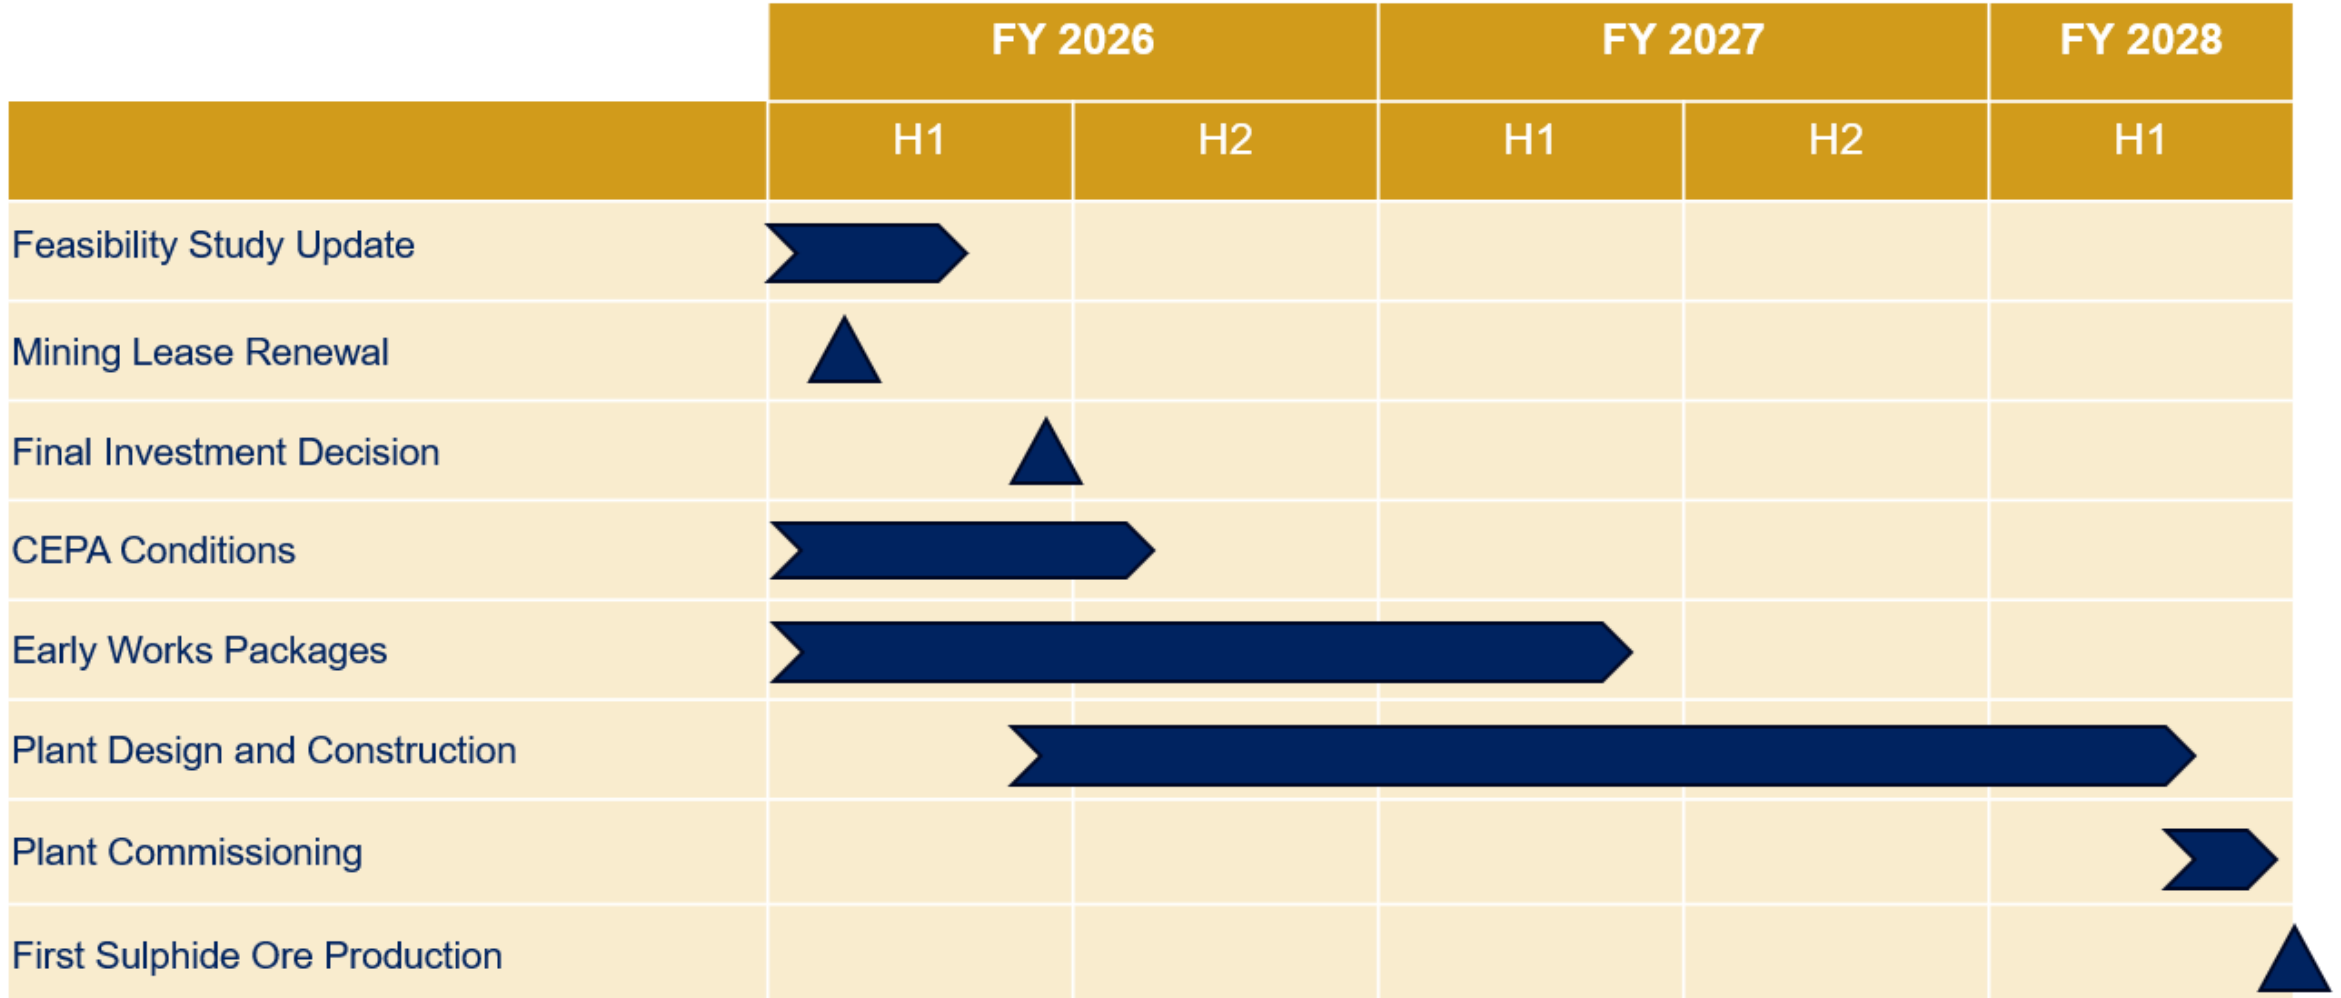 FY 2026 FY 2027 FY 2028
H1 H2 H1 H2 H1
Feasibility Study Update
Mining Lease Renewal
Final Investment Decision
CEPA Conditions
Early Works Packages
Plant Design and Construction
Plant Commissioning
First Sulphide Ore Production